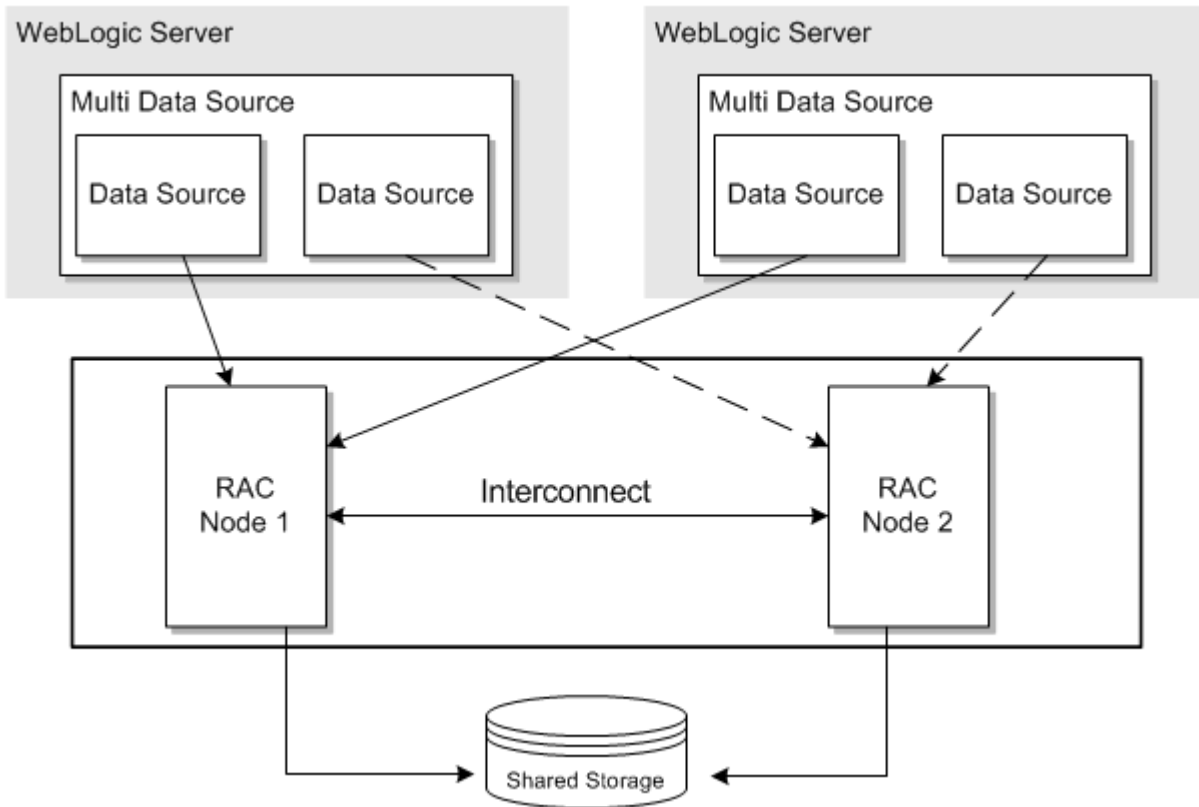 WebLogic Server
Multi Data Source
Data Source
Data Source
WebLogic Server
Multi Data Source
Data Source
Data Source
RAC
Node 1
Interconnect
RAC
Node 2
Shared Storage